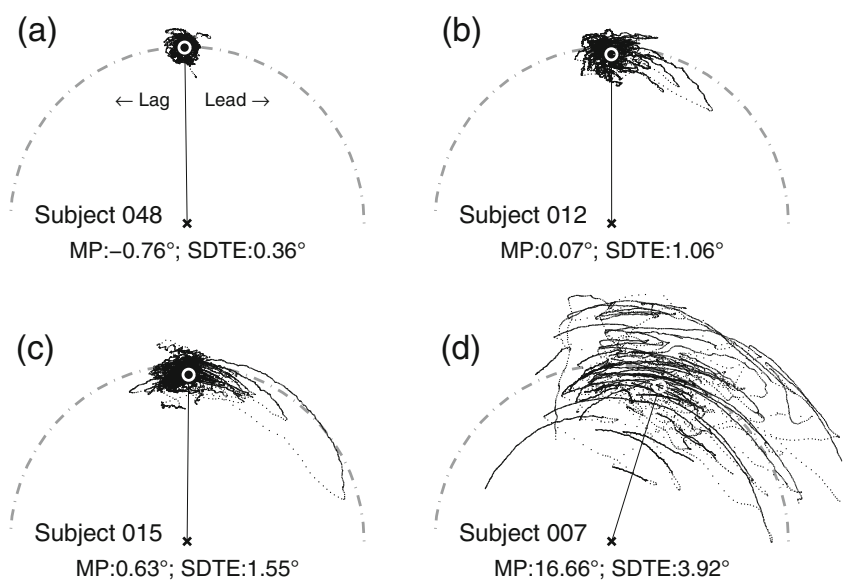 (a)
← Lag Lead →
Subject 048
MP:−0.76°; SDTE:0.36°
(b)
Subject 012
MP:0.07°; SDTE:1.06°
(c)
Subject 015
MP:0.63°; SDTE:1.55°
(d)
Subject 007
MP:16.66°; SDTE:3.92°